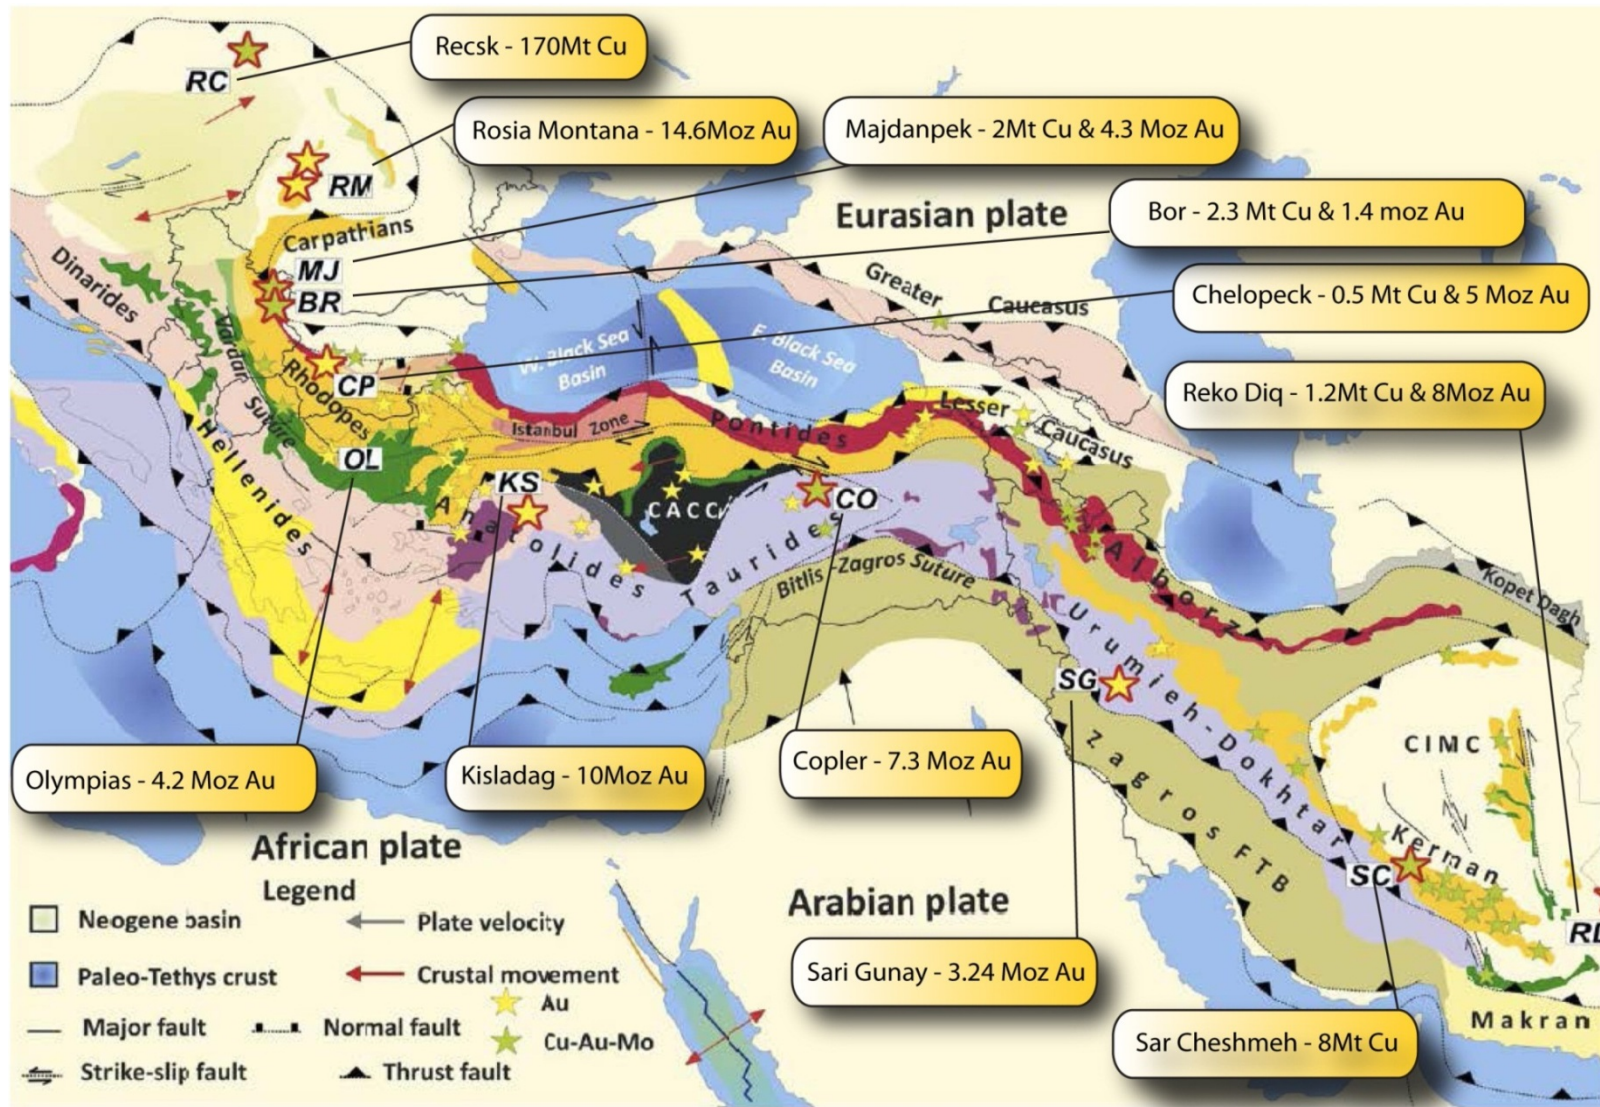 Recsk - 170Mt Cu
RC
Rosia Montana - 14.6Moz Au
Majdanpek - 2Mt Cu & 4.3 Moz Au
RM
Bor - 2.3 Mt Cu & 1.4 moz Au
Eurasian plate
Carpathians
MJ
Dinarides
BR
Greater Caucasus
Chelopeck - 0.5 Mt Cu & 5 Moz Au
Vardar Suture
W. Black Sea
Basin
E. Black Sea
Basin
Rhodopes
CP
Reko Diq - 1.2Mt Cu & 8Moz Au
Lesser Caucasus
Istanbul Zone
Pontides
Hellenides
OL
KS
CACC
CO
Anatolides
Taurides
Bitlis-Zagros Suture
Alborz
Kopet Dagh
Urumieh-Dokhtar
SG
Zagros FTB
CIMC
Olympias - 4.2 Moz Au
Kisladag - 10Moz Au
Copler - 7.3 Moz Au
Kerman
SC
African plate
Arabian plate
RD
Sari Gunay - 3.24 Moz Au
Sar Cheshmeh - 8Mt Cu
Makran
Legend
Neogene basin
Plate velocity
Paleo-Tethys crust
Crustal movement
Au
Major fault
Normal fault
Cu-Au-Mo
Strike-slip fault
Thrust fault